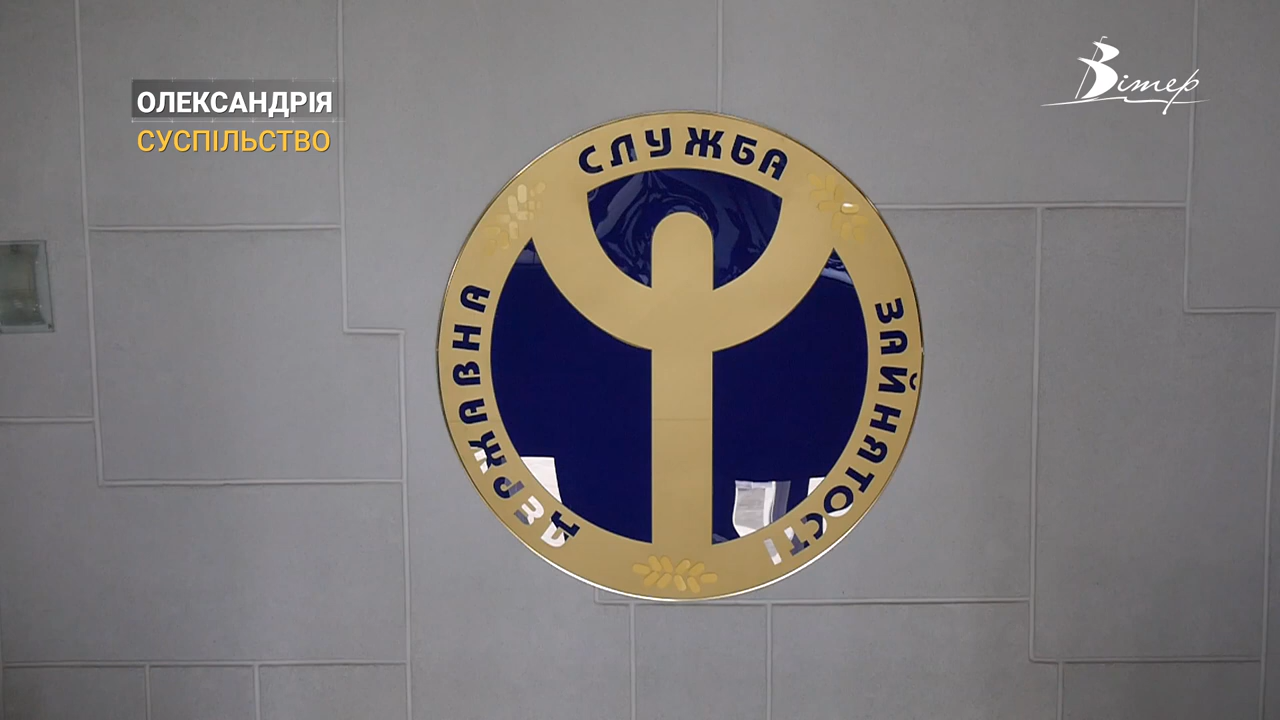 ОЛЕКСАНДРІЯ
СУСПІЛЬСТВО
Вітер
ДЕРЖАВНА СЛУЖБА ЗАЙНЯТОСТІ